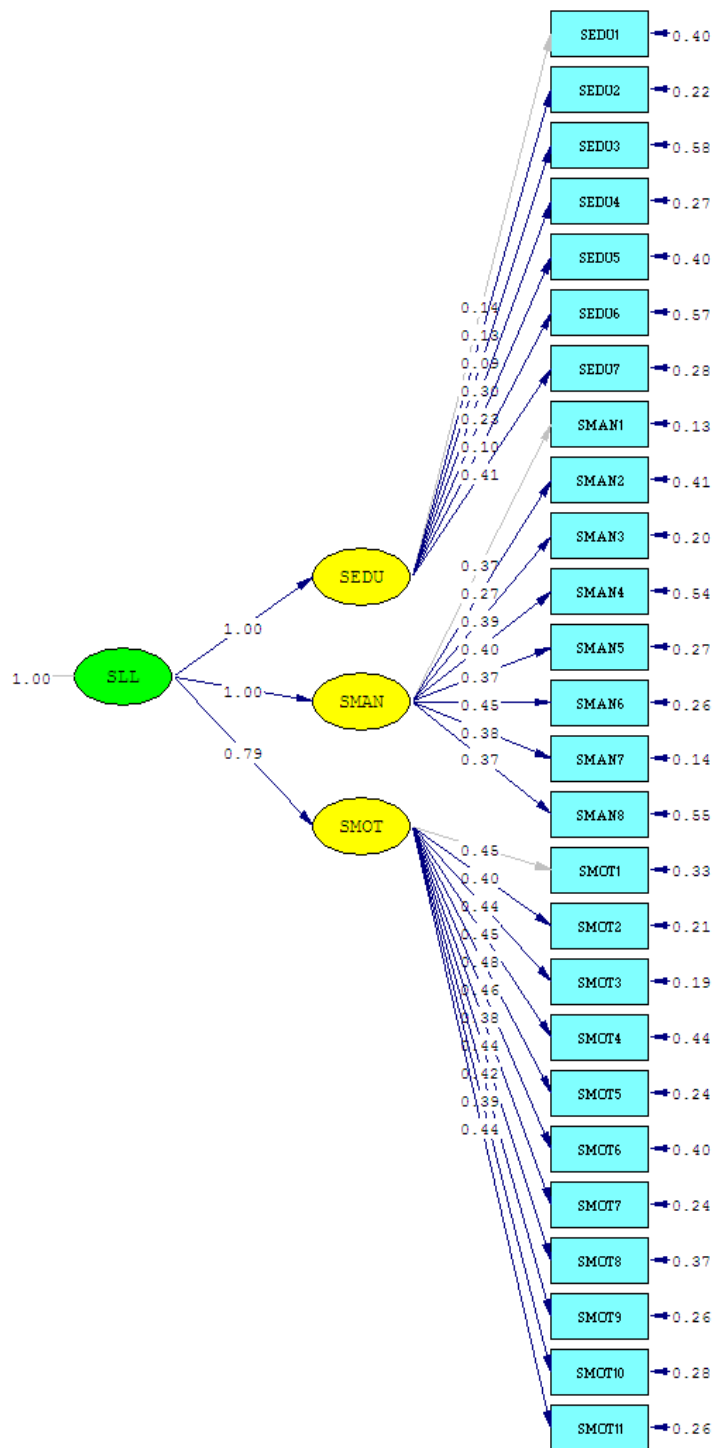 SEDU1 0.40
SEDU2 0.22
SEDU3 0.58
SEDU4 0.27
SEDU5 0.40
0.14
SEDU6 0.57
0.13
0.09
SEDU7 0.28
0.30
0.23
SMAN1 0.13
0.10
0.41
SMAN2 0.41
SMAN3 0.20
0.37
SEDU
0.27
SMAN4 0.54
0.39
1.00
0.40
SMAN5 0.27
0.37
1.00
SLL
1.00
SMAN
0.45
SMAN6 0.26
0.38
0.79
0.37
SMAN7 0.14
SMAN8 0.55
SMOT
0.45
SMOT1 0.33
0.40
0.44
SMOT2 0.21
0.45
0.48
SMOT3 0.19
0.46
0.38
SMOT4 0.44
0.44
0.42
SMOT5 0.24
0.39
0.44
SMOT6 0.40
SMOT7 0.24
SMOT8 0.37
SMOT9 0.26
SMOT10 0.28
SMOT11 0.26